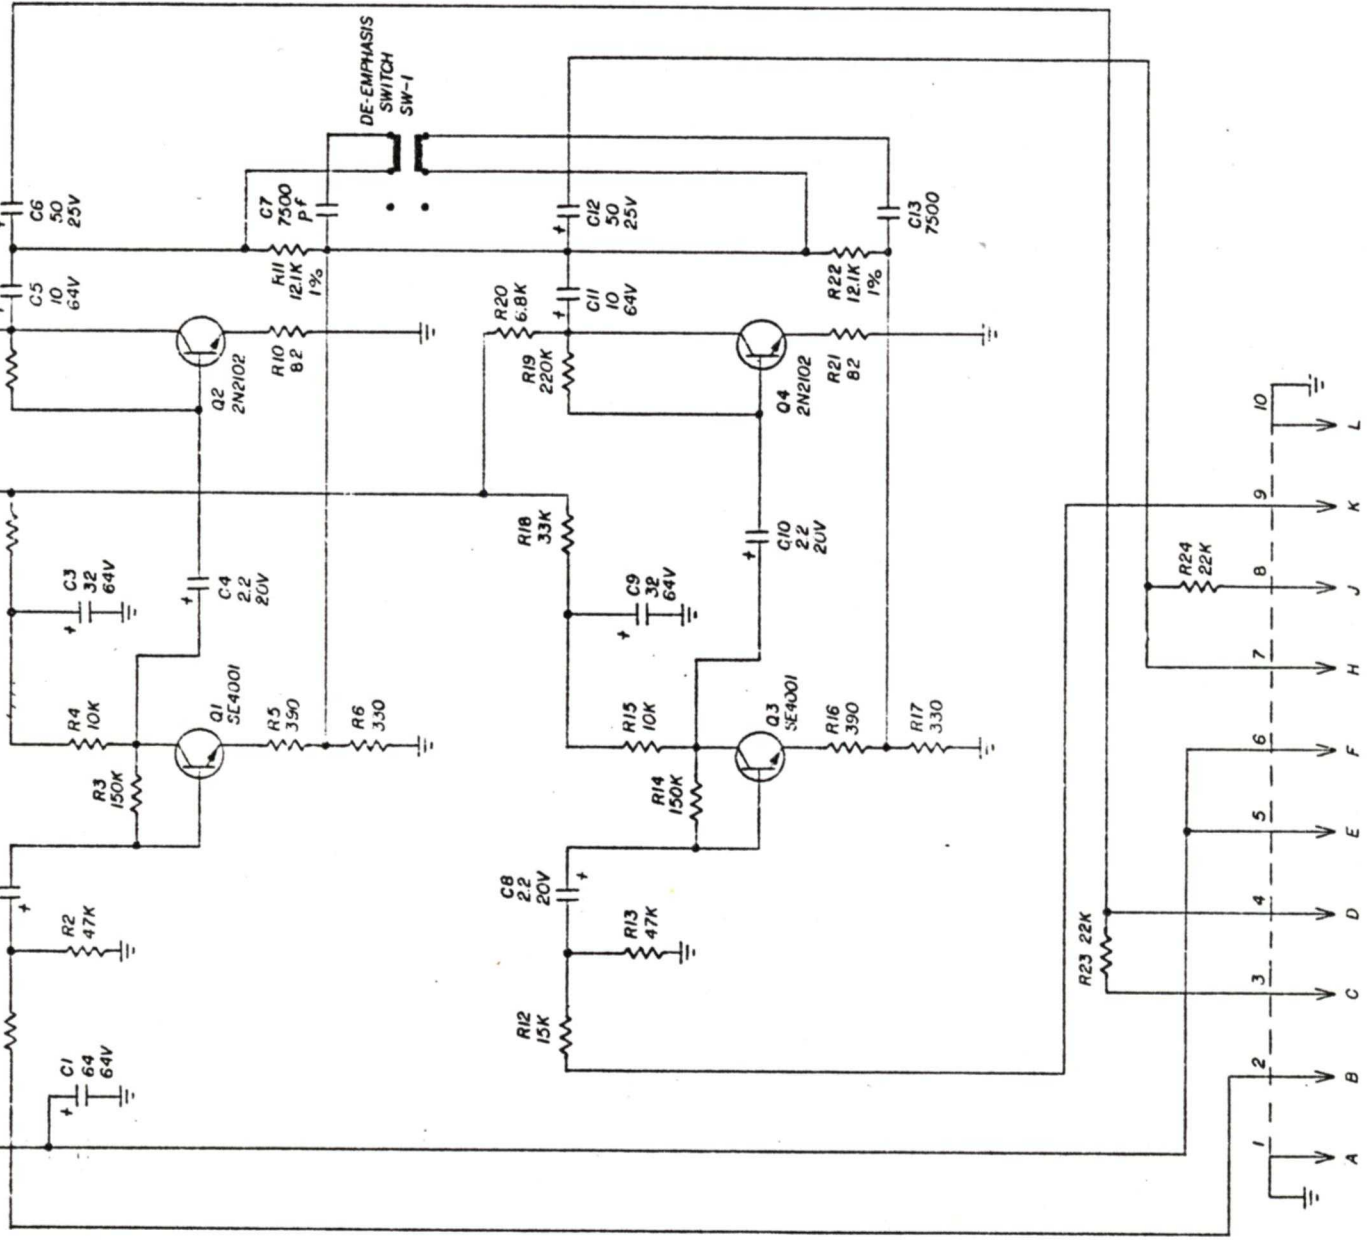 DE-EMPHASIS
SWITCH
SW-1
C6
50
25V
C7
7500
Pf
C12
50
25V
C13
7500
C5
10
64V
R11
12.1K
1%
R20
6.8K
C11
10
64V
R22
12.1K
1%
Q2
2N2102
R10
82
R19
220K
Q4
2N2102
R21
82
C3
32
64V
C4
2.2
20V
R18
33K
C9
32
64V
C10
2.2
20V
R4
10K
Q1
SE4001
R5
390
R6
330
R3
150K
R15
10K
Q3
SE4001
R16
390
R17
330
R14
150K
R2
47K
C8
2.2
20V
R13
47K
C1
64
64V
R12
15K
R23 22K
R24
22K
10
L
9
K
8
J
7
H
6
F
5
E
4
D
3
C
2
B
1
A